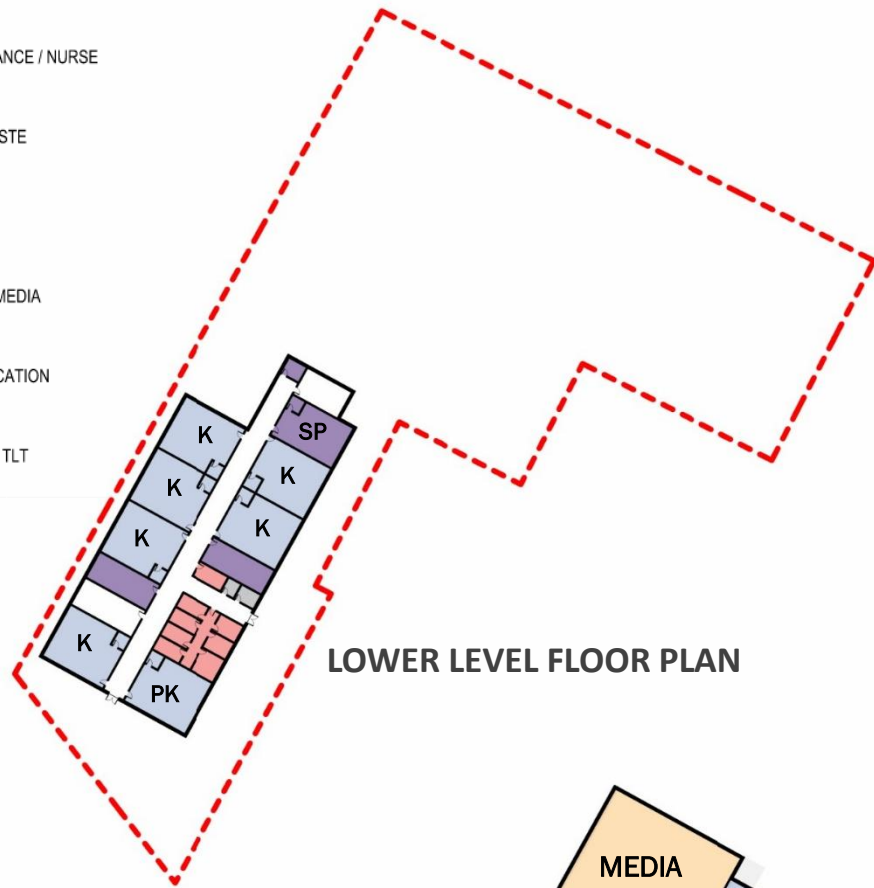 ANCE / NURSE
STE
MEDIA
CATION
TLT
SP
K
K
K
K
K
K
K
PK
LOWER LEVEL FLOOR PLAN
MEDIA